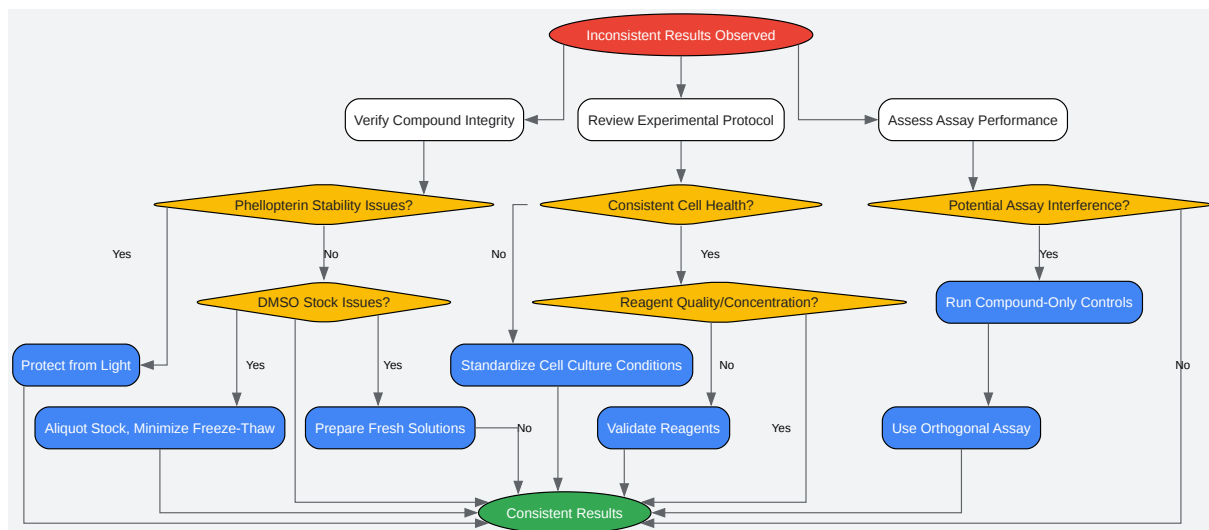 Inconsistent Results Observed
Verify Compound Integrity
Review Experimental Protocol
Assess Assay Performance
Phellopterin Stability Issues?
Consistent Cell Health?
Potential Assay Interference?
Yes
No
No
Yes
Yes
DMSO Stock Issues?
Reagent Quality/Concentration?
Run Compound-Only Controls
Protect from Light
Yes
Yes
Standardize Cell Culture Conditions
No
No
Aliquot Stock, Minimize Freeze-Thaw
Prepare Fresh Solutions
No
Validate Reagents
Yes
Use Orthogonal Assay
Consistent Results